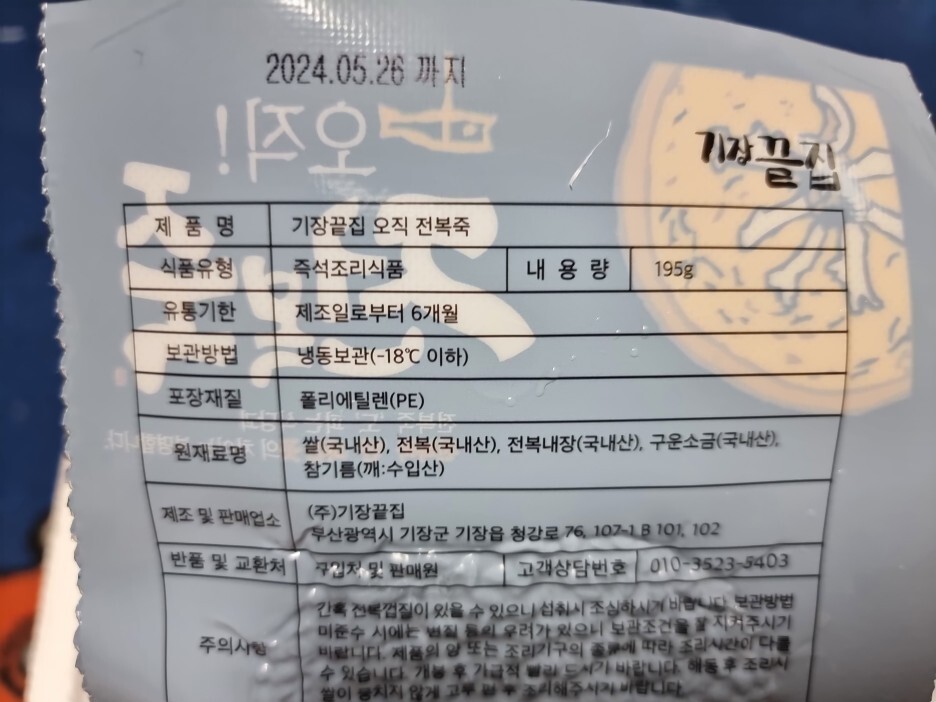 2024.05.26 까지
오직!
기장끝집
제 품 명 기장끝집 오직 전복죽
식품유형 즉석조리식품 내 용 량 195g
유통기한 제조일로부터 6개월
보관방법 냉동보관(-18℃ 이하)
포장재질 폴리에틸렌(PE)
원재료명 쌀(국내산), 전복(국내산), 전복내장(국내산), 구운소금(국내산),
참기름(깨:수입산)
제조 및 판매업소 (주)기장끝집
부산광역시 기장군 기장읍 청강로 76, 107-1 B 101, 102
반품 및 교환처 구입처 및 판매원 고객상담번호 010-3523-5403
주의사항 간혹 전복껍질이 있을 수 있으니 섭취시 조심하시기 바랍니다. 보관방법
미준수 시에는 변질 등의 우려가 있으니 보관조건을 잘 지켜주시기
바랍니다. 제품의 양 또는 조리기구의 종류에 따라 조리시간이 다를
수 있습니다. 개봉 후 가급적 빨리 드시기 바랍니다. 해동 후 조리시
쌀이 뭉치지 않게 고루 편 후 조리해주시기 바랍니다.